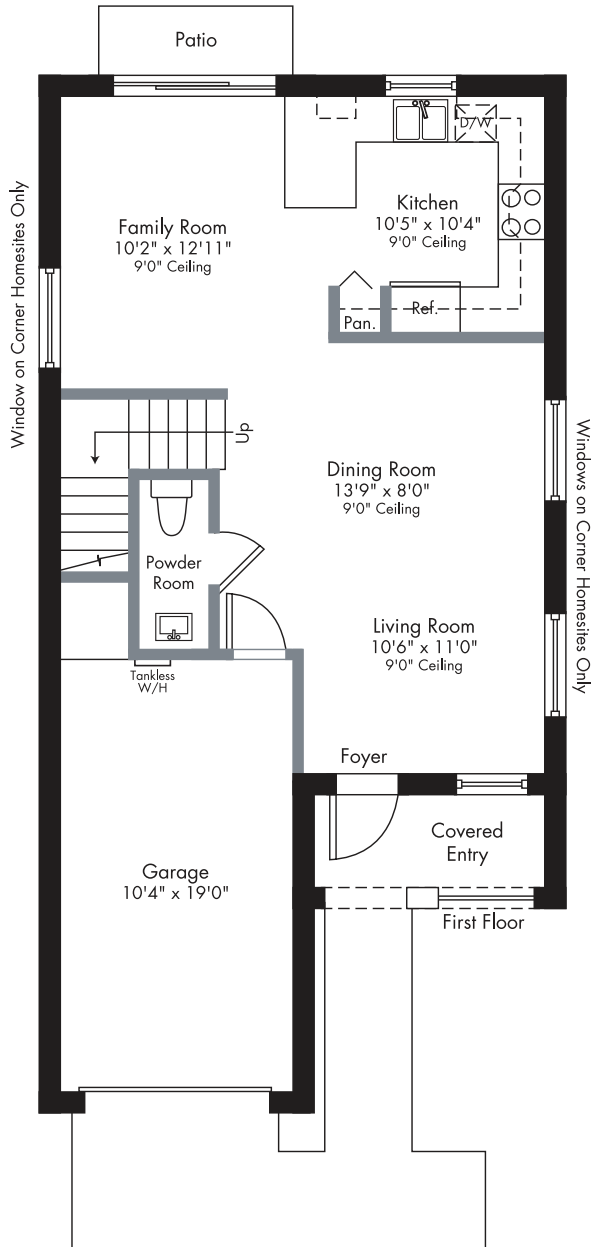 Patio
D/W
Kitchen
10'5" x 10'4"
9'0" Ceiling
Family Room
10'2" x 12'11"
9'0" Ceiling
Window on Corner Homesites Only
Ref.
Pan.
Up
Dining Room
13'9" x 8'0"
9'0" Ceiling
Windows on Corner Homesites Only
Powder
Room
Living Room
10'6" x 11'0"
9'0" Ceiling
Tankless
W/H
Foyer
Covered
Entry
Garage
10'4" x 19'0"
First Floor